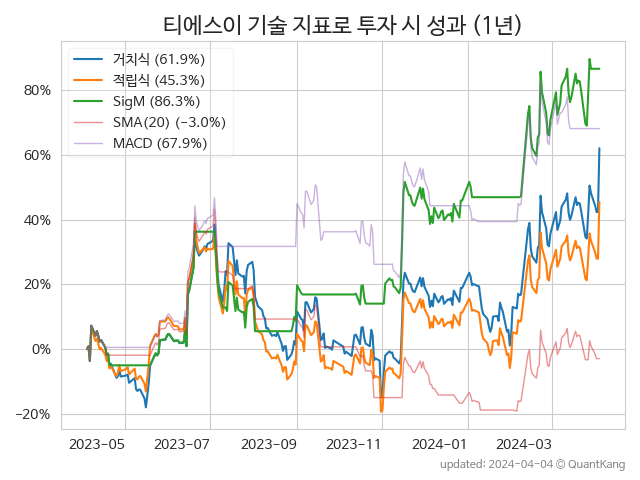 티에스이 기술 지표로 투자 시 성과 (1년)
거치식 (61.9%)
적립식 (45.3%)
SigM (86.3%)
SMA(20) (−3.0%)
MACD (67.9%)
80%
60%
40%
20%
0%
−20%
2023-05
2023-07
2023-09
2023-11
2024-01
2024-03
updated: 2024-04-04 © QuantKang